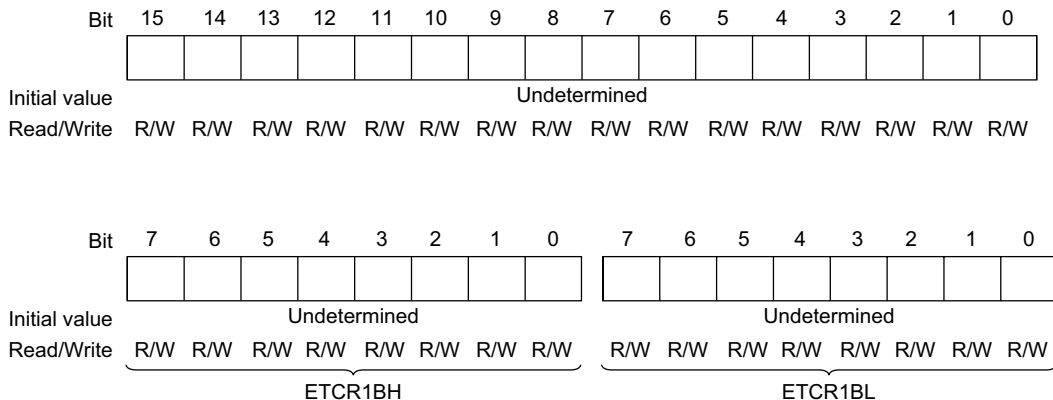 Bit 15 14 13 12 11 10 9 8 7 6 5 4 3 2 1 0
Initial value Undetermined
Read/Write R/W R/W R/W R/W R/W R/W R/W R/W R/W R/W R/W R/W R/W R/W R/W R/W
Bit 7 6 5 4 3 2 1 0 7 6 5 4 3 2 1 0
Initial value Undetermined Undetermined
Read/Write R/W R/W R/W R/W R/W R/W R/W R/W R/W R/W R/W R/W R/W R/W R/W R/W
ETCR1BH ETCR1BL